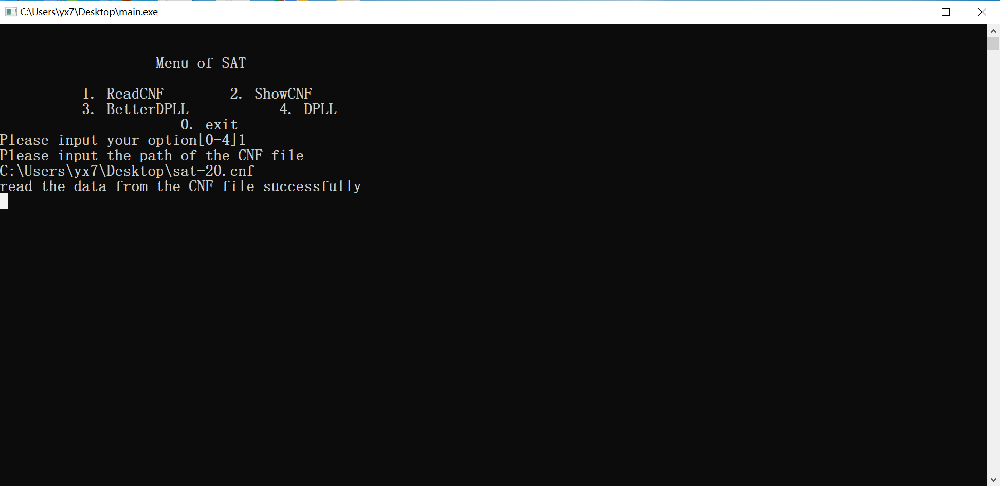 C:\Users\yx7\Desktop\main.exe
Menu of SAT
-------------------------------------------------
1. ReadCNF 2. ShowCNF
3. BetterDPLL 4. DPLL
0. exit
Please input your option[0-4]1
Please input the path of the CNF file
C:\Users\yx7\Desktop\sat-20.cnf
read the data from the CNF file successfully